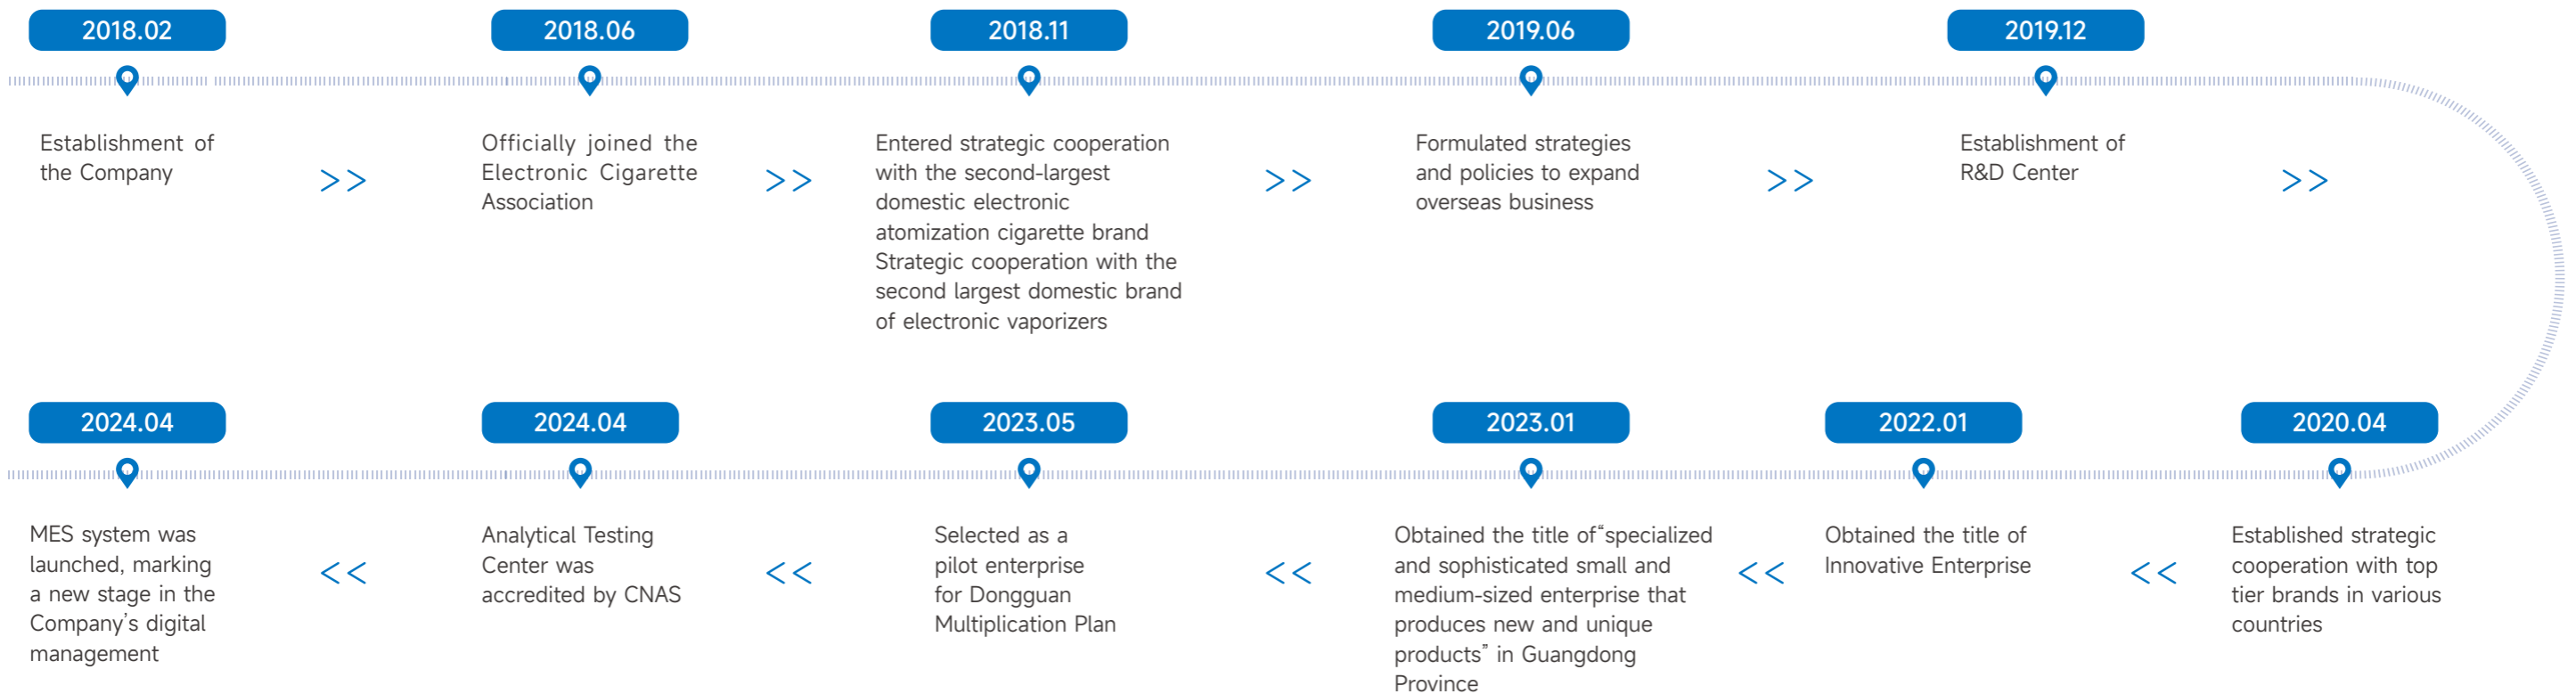 2018.02
Establishment of
the Company
>>
2018.06
Officially joined the
Electronic Cigarette
Association
>>
2018.11
Entered strategic cooperation
with the second-largest
domestic electronic
atomization cigarette brand
Strategic cooperation with the
second largest domestic brand
of electronic vaporizers
>>
2019.06
Formulated strategies
and policies to expand
overseas business
>>
2019.12
Establishment of
R&D Center
>>
2020.04
Established strategic
cooperation with top
tier brands in various
countries
<<
2022.01
Obtained the title of
Innovative Enterprise
<<
2023.01
Obtained the title of“specialized
and sophisticated small and
medium-sized enterprise that
produces new and unique
products” in Guangdong
Province
<<
2023.05
Selected as a
pilot enterprise
for Dongguan
Multiplication Plan
<<
2024.04
Analytical Testing
Center was
accredited by CNAS
<<
2024.04
MES system was
launched, marking
a new stage in the
Company’s digital
management